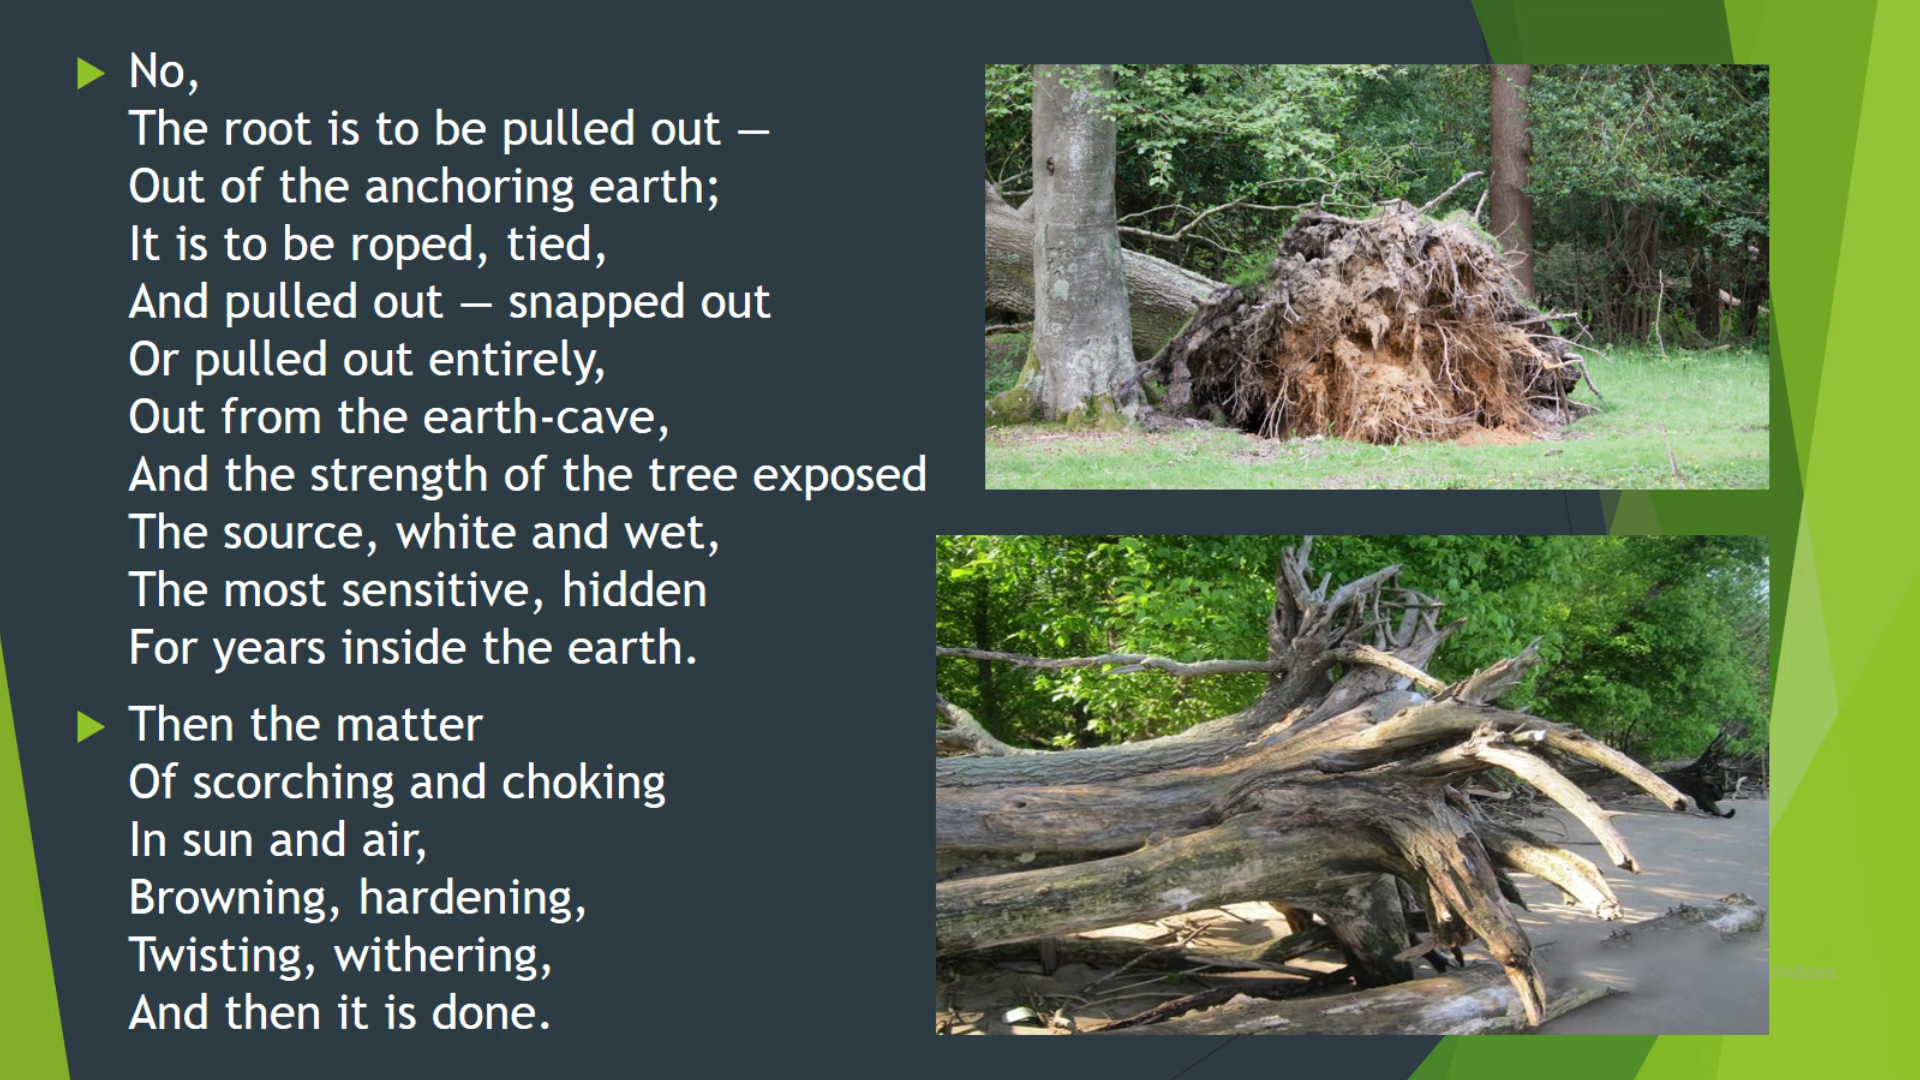 No,
The root is to be pulled out —
Out of the anchoring earth;
It is to be roped, tied,
And pulled out — snapped out
Or pulled out entirely,
Out from the earth-cave,
And the strength of the tree exposed
The source, white and wet,
The most sensitive, hidden
For years inside the earth.
Then the matter
Of scorching and choking
In sun and air,
Browning, hardening,
Twisting, withering,
And then it is done.